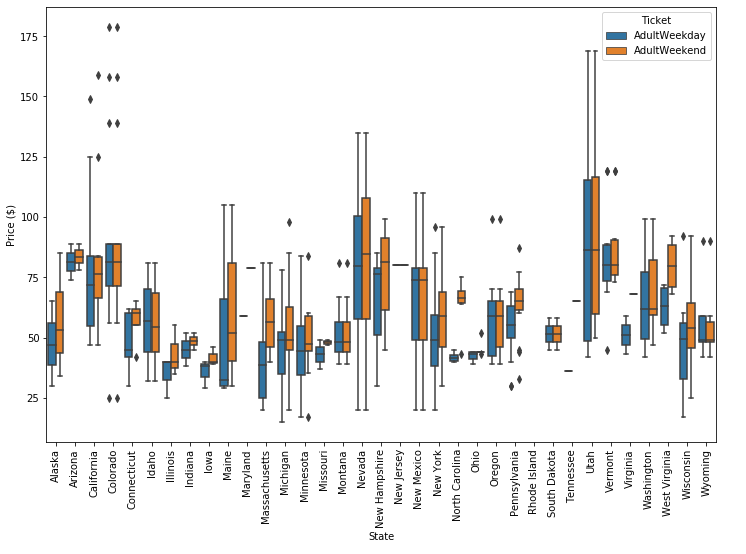 Ticket
AdultWeekday
AdultWeekend
Price ($)
175
150
125
100
75
50
25
Alaska
Arizona
California
Colorado
Connecticut
Idaho
Illinois
Indiana
Iowa
Maine
Maryland
Massachusetts
Michigan
Minnesota
Missouri
Montana
Nevada
New Hampshire
New Jersey
New Mexico
New York
North Carolina
Ohio
Oregon
Pennsylvania
Rhode Island
South Dakota
Tennessee
Utah
Vermont
Virginia
Washington
West Virginia
Wisconsin
Wyoming
State